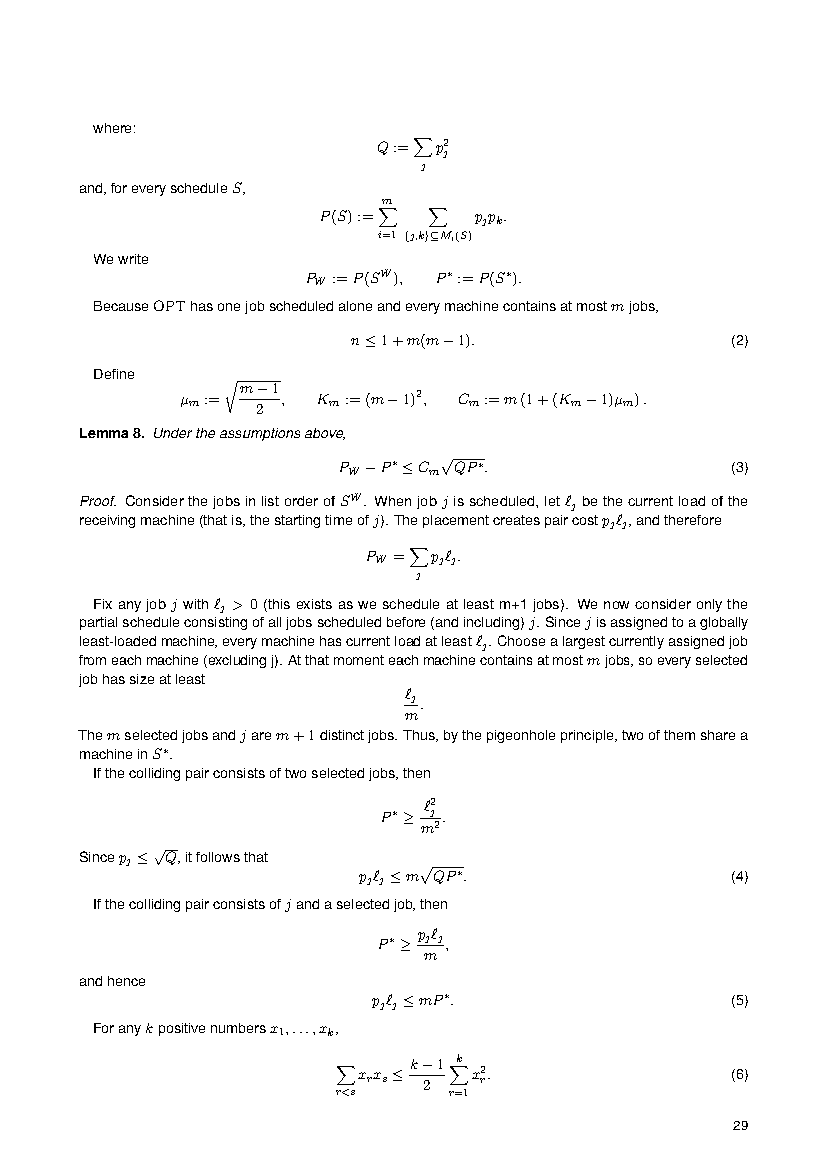 where:
Q := ∑_j p_j^2
and, for every schedule S,
P(S) := ∑_{i=1}^{m} ∑_{{j,k}⊆M_i(S)} p_j p_k.
We write
P_W := P(S^W), P* := P(S*).
Because OPT has one job scheduled alone and every machine contains at most m jobs,
n ≤ 1 + m(m − 1). (2)
Define
μ_m := √((m − 1)/2), K_m := (m − 1)^2, C_m := m (1 + (K_m − 1)μ_m) .
Lemma 8. Under the assumptions above,
P_W − P* ≤ C_m √(QP*). (3)
Proof. Consider the jobs in list order of S^W. When job j is scheduled, let ℓ_j be the current load of the
receiving machine (that is, the starting time of j). The placement creates pair cost p_j ℓ_j, and therefore
P_W = ∑_j p_j ℓ_j.
Fix any job j with ℓ_j > 0 (this exists as we schedule at least m+1 jobs). We now consider only the
partial schedule consisting of all jobs scheduled before (and including) j. Since j is assigned to a globally
least-loaded machine, every machine has current load at least ℓ_j. Choose a largest currently assigned job
from each machine (excluding j). At that moment each machine contains at most m jobs, so every selected
job has size at least
ℓ_j/m.
The m selected jobs and j are m + 1 distinct jobs. Thus, by the pigeonhole principle, two of them share a
machine in S*.
If the colliding pair consists of two selected jobs, then
P* ≥ ℓ_j^2/m^2.
Since p_j ≤ √Q, it follows that
p_j ℓ_j ≤ m√(QP*). (4)
If the colliding pair consists of j and a selected job, then
P* ≥ p_j ℓ_j/m,
and hence
p_j ℓ_j ≤ mP*. (5)
For any k positive numbers x_1, . . . , x_k,
∑_{r<s} x_r x_s ≤ (k − 1)/2 ∑_{r=1}^{k} x_r^2. (6)
29